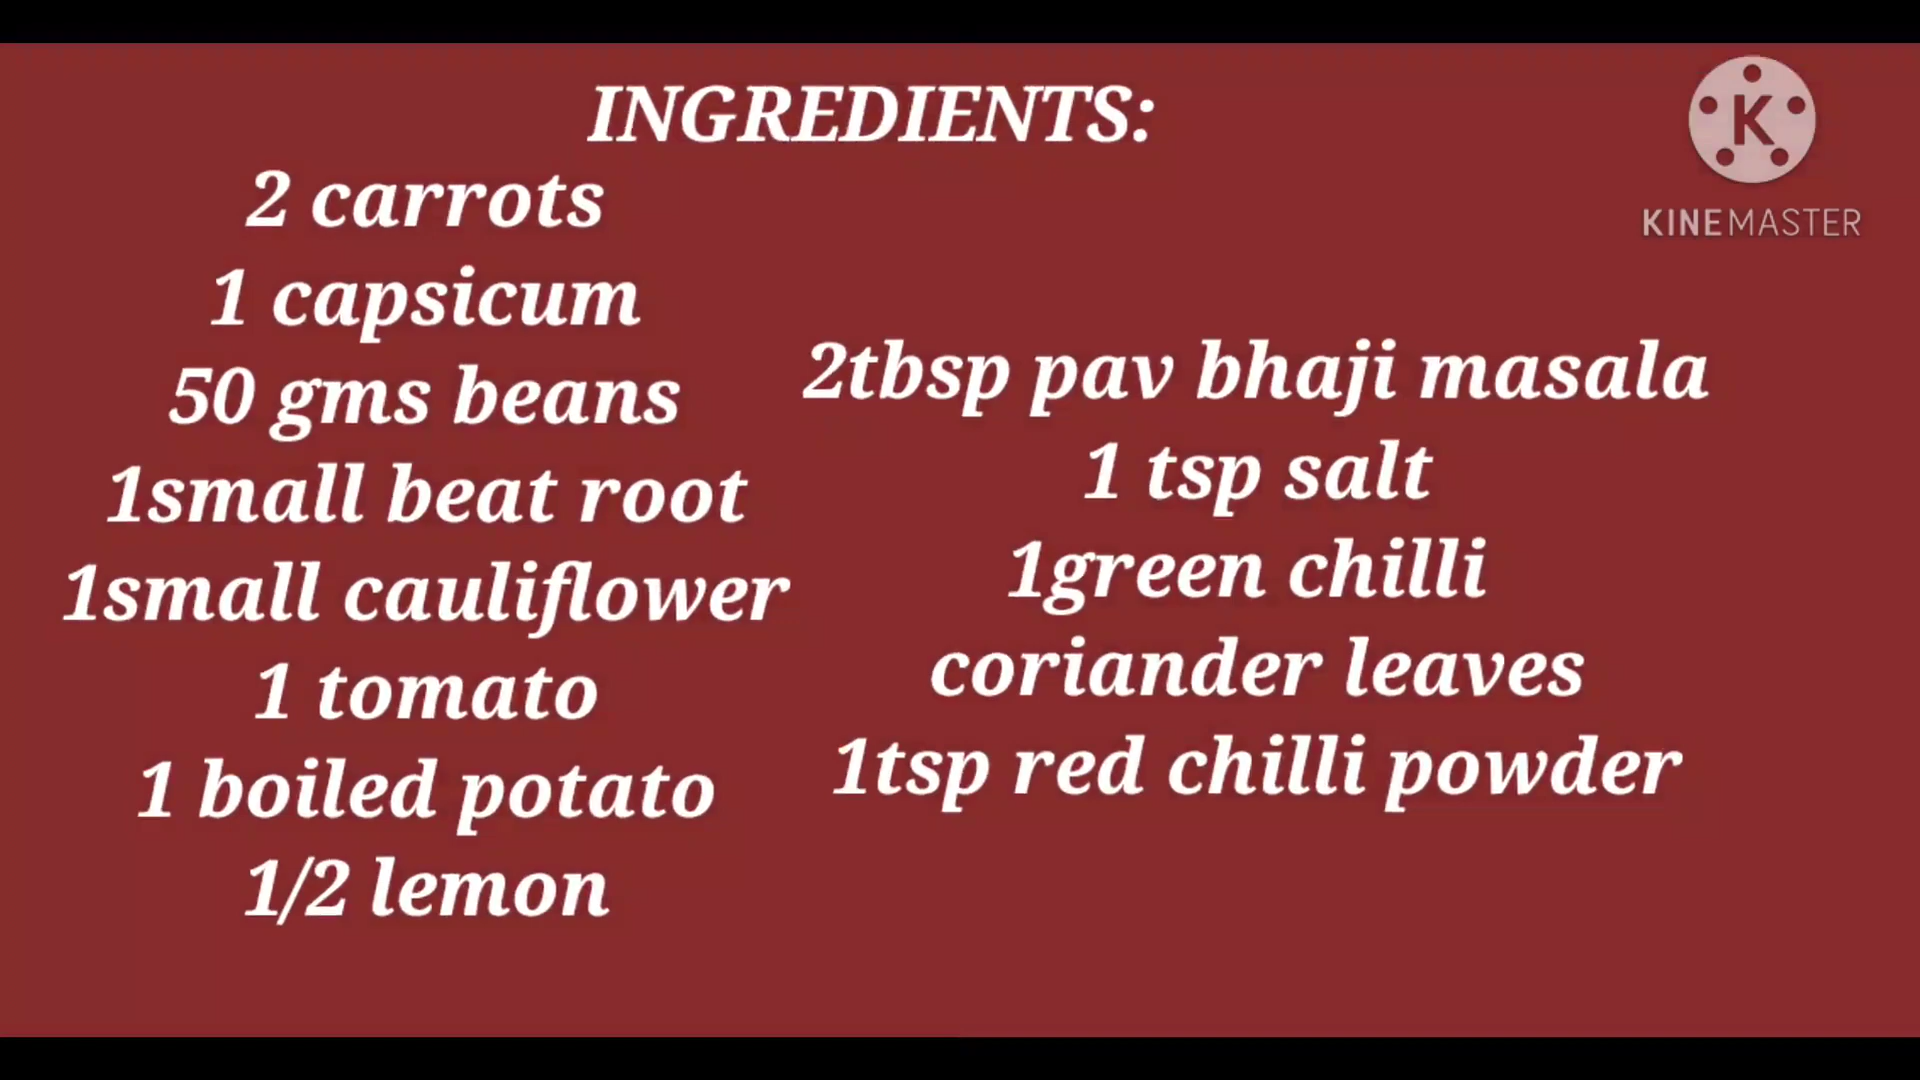 INGREDIENTS:
2 carrots
1 capsicum
50 gms beans
1small beat root
1small cauliflower
1 tomato
1 boiled potato
1/2 lemon
2tbsp pav bhaji masala
1 tsp salt
1green chilli
coriander leaves
1tsp red chilli powder
K
KINEMASTER